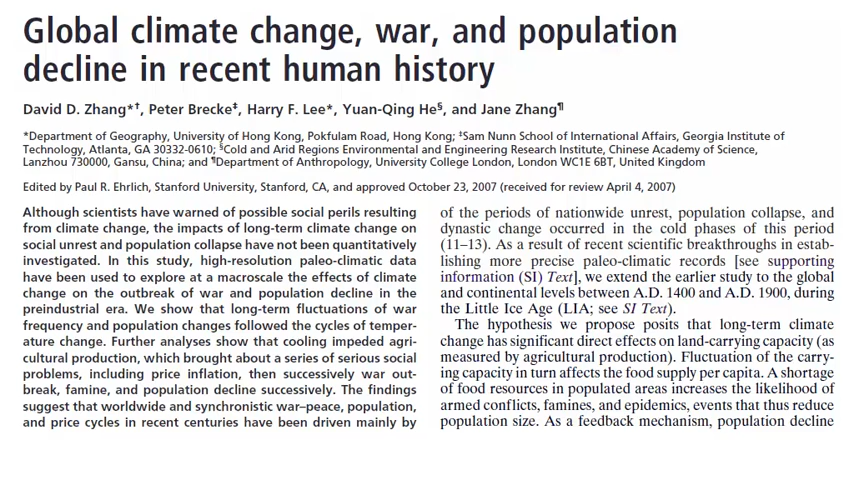 Global climate change, war, and population
decline in recent human history
David D. Zhang*†, Peter Brecke‡, Harry F. Lee*, Yuan-Qing He§, and Jane Zhang¶
*Department of Geography, University of Hong Kong, Pokfulam Road, Hong Kong; ‡Sam Nunn School of International Affairs, Georgia Institute of
Technology, Atlanta, GA 30332-0610; §Cold and Arid Regions Environmental and Engineering Research Institute, Chinese Academy of Science,
Lanzhou 730000, Gansu, China; and ¶Department of Anthropology, University College London, London WC1E 6BT, United Kingdom
Edited by Paul R. Ehrlich, Stanford University, Stanford, CA, and approved October 23, 2007 (received for review April 4, 2007)
Although scientists have warned of possible social perils resulting
from climate change, the impacts of long-term climate change on
social unrest and population collapse have not been quantitatively
investigated. In this study, high-resolution paleo-climatic data
have been used to explore at a macroscale the effects of climate
change on the outbreak of war and population decline in the
preindustrial era. We show that long-term fluctuations of war
frequency and population changes followed the cycles of temper-
ature change. Further analyses show that cooling impeded agri-
cultural production, which brought about a series of serious social
problems, including price inflation, then successively war out-
break, famine, and population decline successively. The findings
suggest that worldwide and synchronistic war–peace, population,
and price cycles in recent centuries have been driven mainly by
of the periods of nationwide unrest, population collapse, and
dynastic change occurred in the cold phases of this period
(11–13). As a result of recent scientific breakthroughs in estab-
lishing more precise paleo-climatic records [see supporting
information (SI) Text], we extend the earlier study to the global
and continental levels between A.D. 1400 and A.D. 1900, during
the Little Ice Age (LIA; see SI Text).
The hypothesis we propose posits that long-term climate
change has significant direct effects on land-carrying capacity (as
measured by agricultural production). Fluctuation of the carry-
ing capacity in turn affects the food supply per capita. A shortage
of food resources in populated areas increases the likelihood of
armed conflicts, famines, and epidemics, events that thus reduce
population size. As a feedback mechanism, population decline